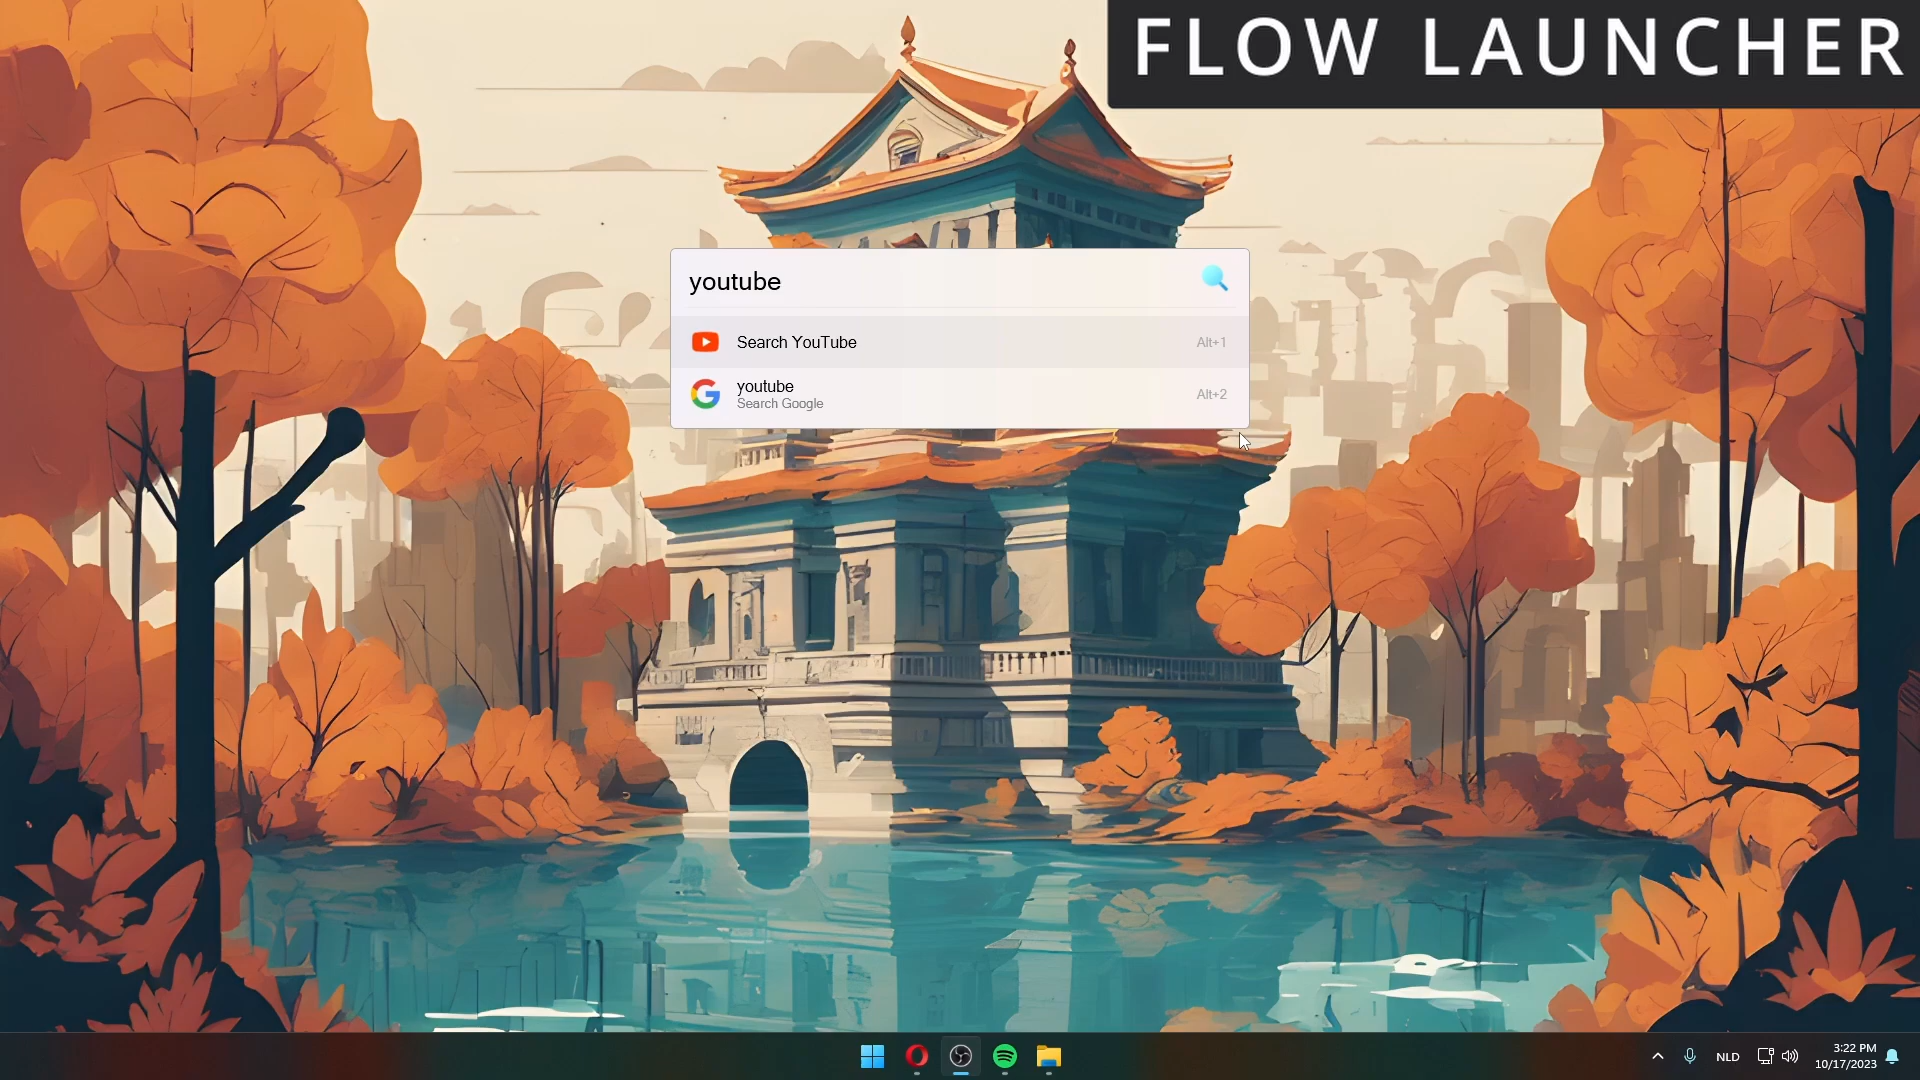 FLOW LAUNCHER
youtube
Search YouTube
Alt+1
youtube
Search Google
Alt+2
NLD
3:22 PM
10/17/2023